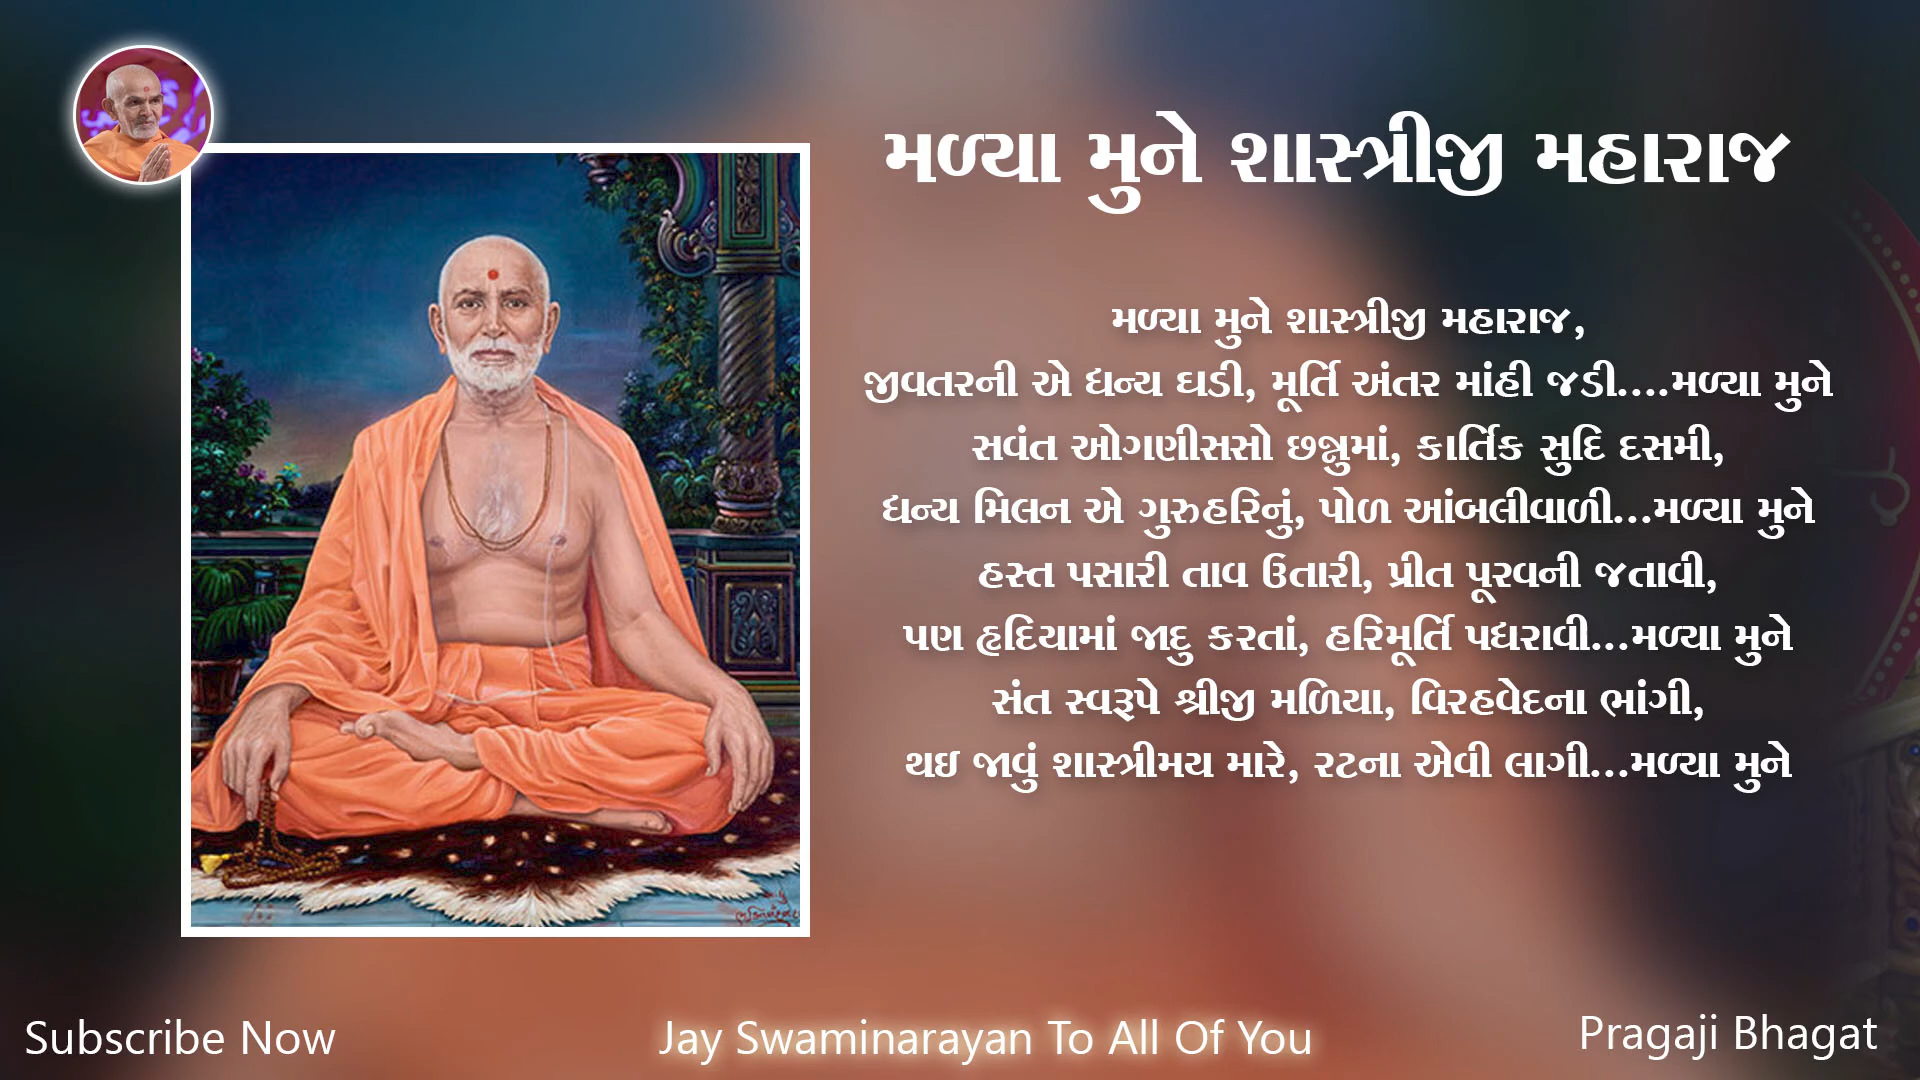 મળ્યા મુને શાસ્ત્રીજી મહારાજ
મળ્યા મુને શાસ્ત્રીજી મહારાજ,
જીવતરની એ ધન્ય ઘડી, મૂર્તિ અંતર માંહી જડી....મળ્યા મુને
સવંત ઓગણીસસો છન્નુમાં, કાર્તિક સુદિ દસમી,
ધન્ય મિલન એ ગુરુહરિનું, પોળ આંબલીવાળી...મળ્યા મુને
હસ્ત પસારી તાવ ઉતારી, પ્રીત પૂરવની જતાવી,
પણ હૃદિયામાં જાદુ કરતાં, હરિમૂર્તિ પધરાવી...મળ્યા મુને
સંત સ્વરૂપે શ્રીજી મળિયા, વિરહવેદના ભાંગી,
થઇ જાવું શાસ્ત્રીમય મારે, રટના એવી લાગી...મળ્યા મુને
Subscribe Now
Jay Swaminarayan To All Of You
Pragaji Bhagat